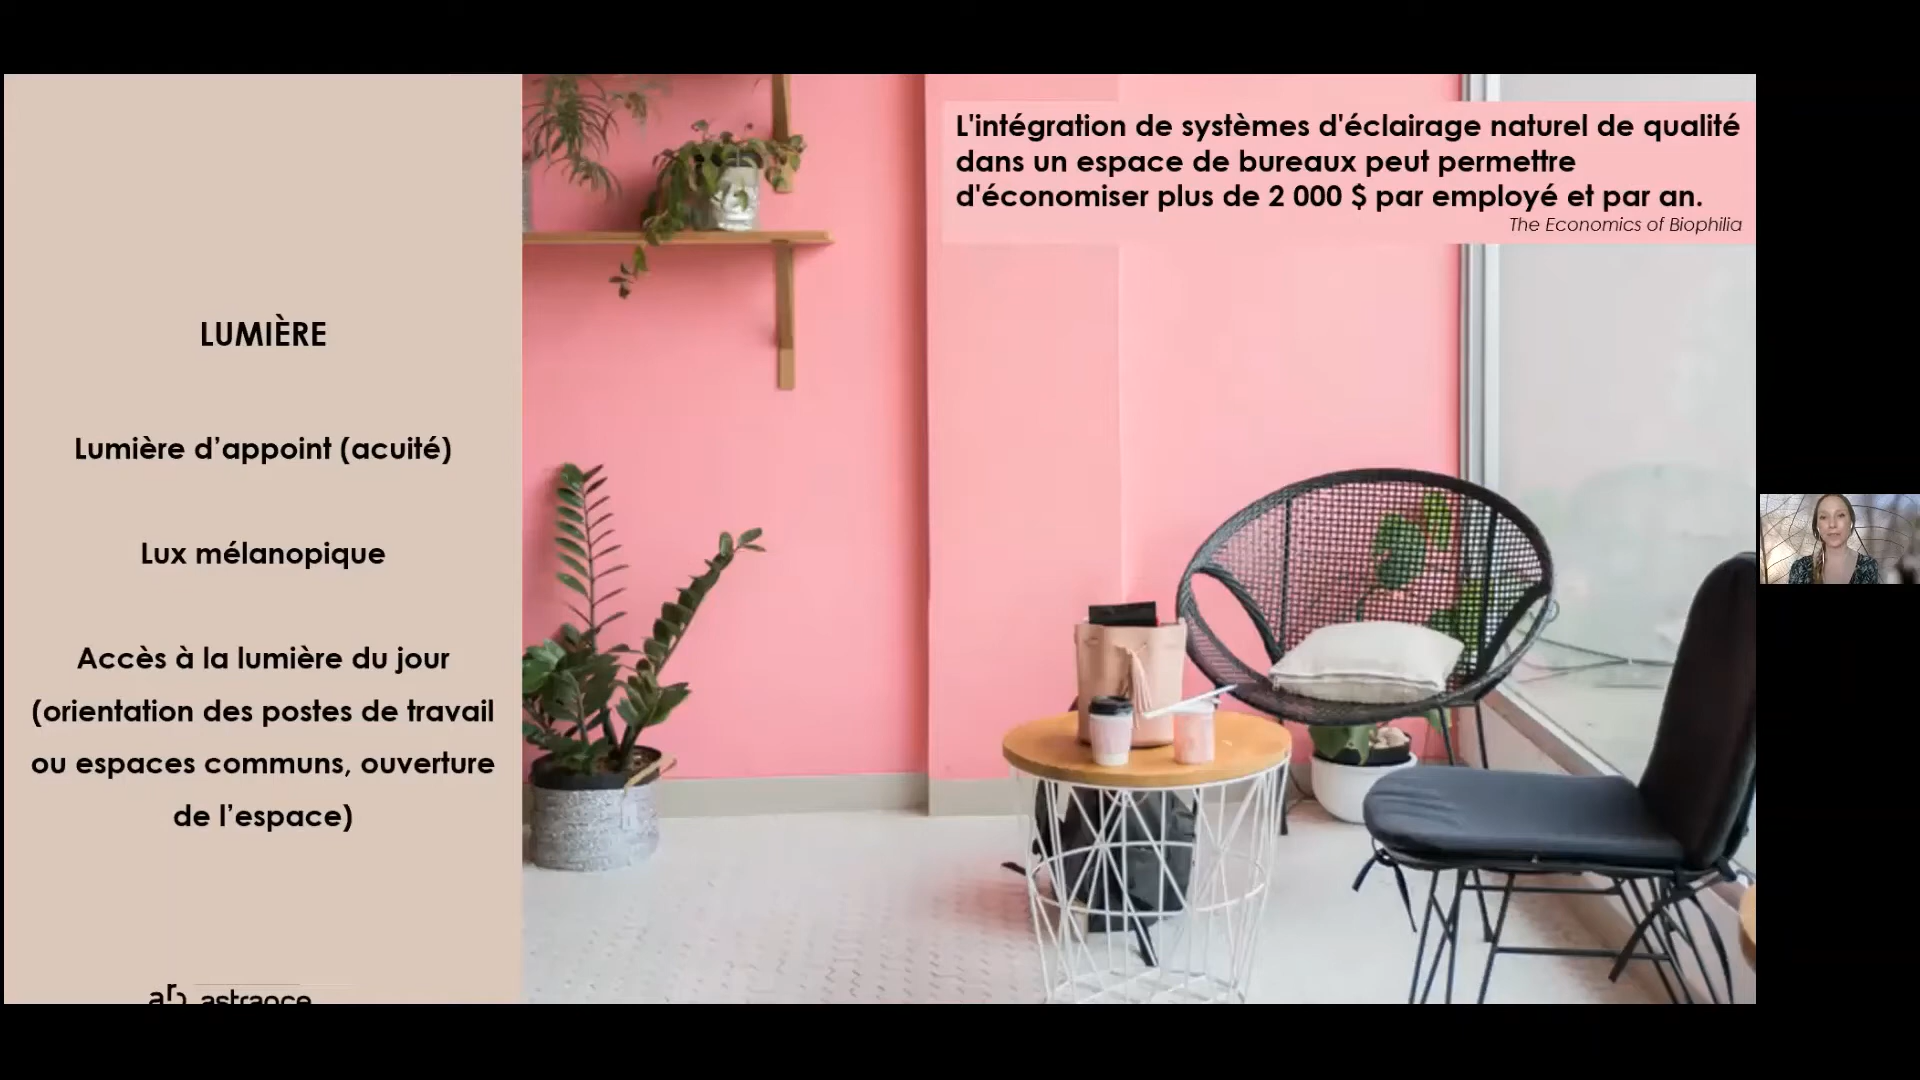 LUMIÈRE
Lumière d’appoint (acuité)
Lux mélanopique
Accès à la lumière du jour
(orientation des postes de travail
ou espaces communs, ouverture
de l’espace)
astrance
L'intégration de systèmes d'éclairage naturel de qualité
dans un espace de bureaux peut permettre
d'économiser plus de 2 000 $ par employé et par an.
The Economics of Biophilia